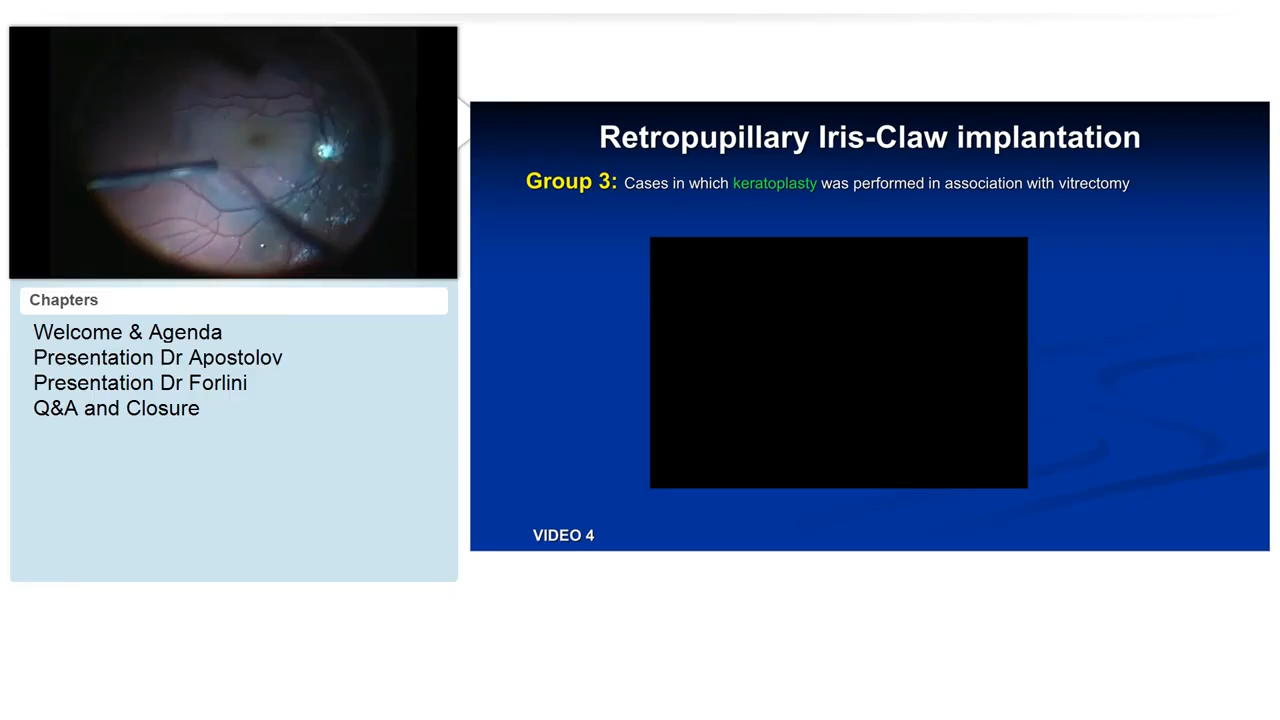 Chapters
Welcome & Agenda
Presentation Dr Apostolov
Presentation Dr Forlini
Q&A and Closure
Retropupillary Iris-Claw implantation
Group 3: Cases in which keratoplasty was performed in association with vitrectomy
VIDEO 4